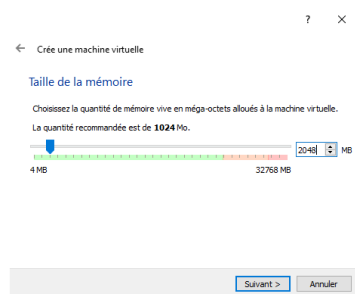 ? ×
← Crée une machine virtuelle
Taille de la mémoire
Choisissez la quantité de mémoire vive en méga-octets alloués à la machine virtuelle.
La quantité recommandée est de 1024 Mo.
2048 MB
4 MB 32768 MB
Suivant > Annuler